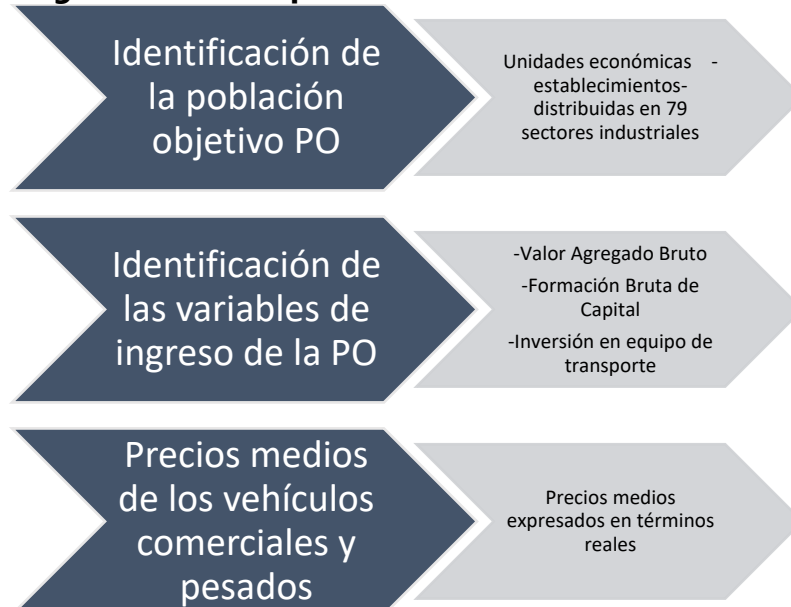 Identificación de
la población
objetivo PO
Unidades económicas -
establecimientos-
distribuidas en 79
sectores industriales
Identificación de
las variables de
ingreso de la PO
-Valor Agregado Bruto
-Formación Bruta de
Capital
-Inversión en equipo de
transporte
Precios medios
de los vehículos
comerciales y
pesados
Precios medios
expresados en términos
reales